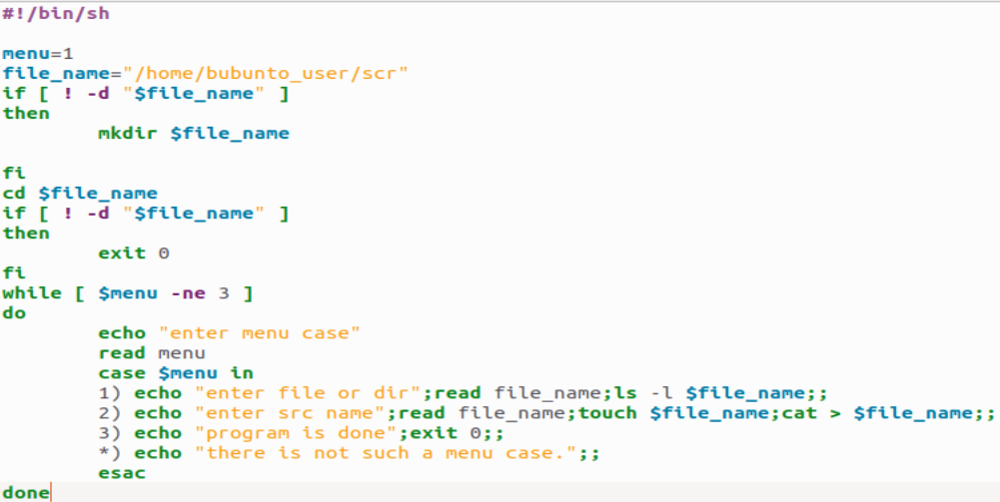 #!/bin/sh
menu=1
file_name="/home/bubunto_user/scr"
if [ ! -d "$file_name" ]
then
mkdir $file_name
fi
cd $file_name
if [ ! -d "$file_name" ]
then
exit 0
fi
while [ $menu -ne 3 ]
do
echo "enter menu case"
read menu
case $menu in
1) echo "enter file or dir";read file_name;ls -l $file_name;;
2) echo "enter src name";read file_name;touch $file_name;cat > $file_name;;
3) echo "program is done";exit 0;;
*) echo "there is not such a menu case.";;
esac
done